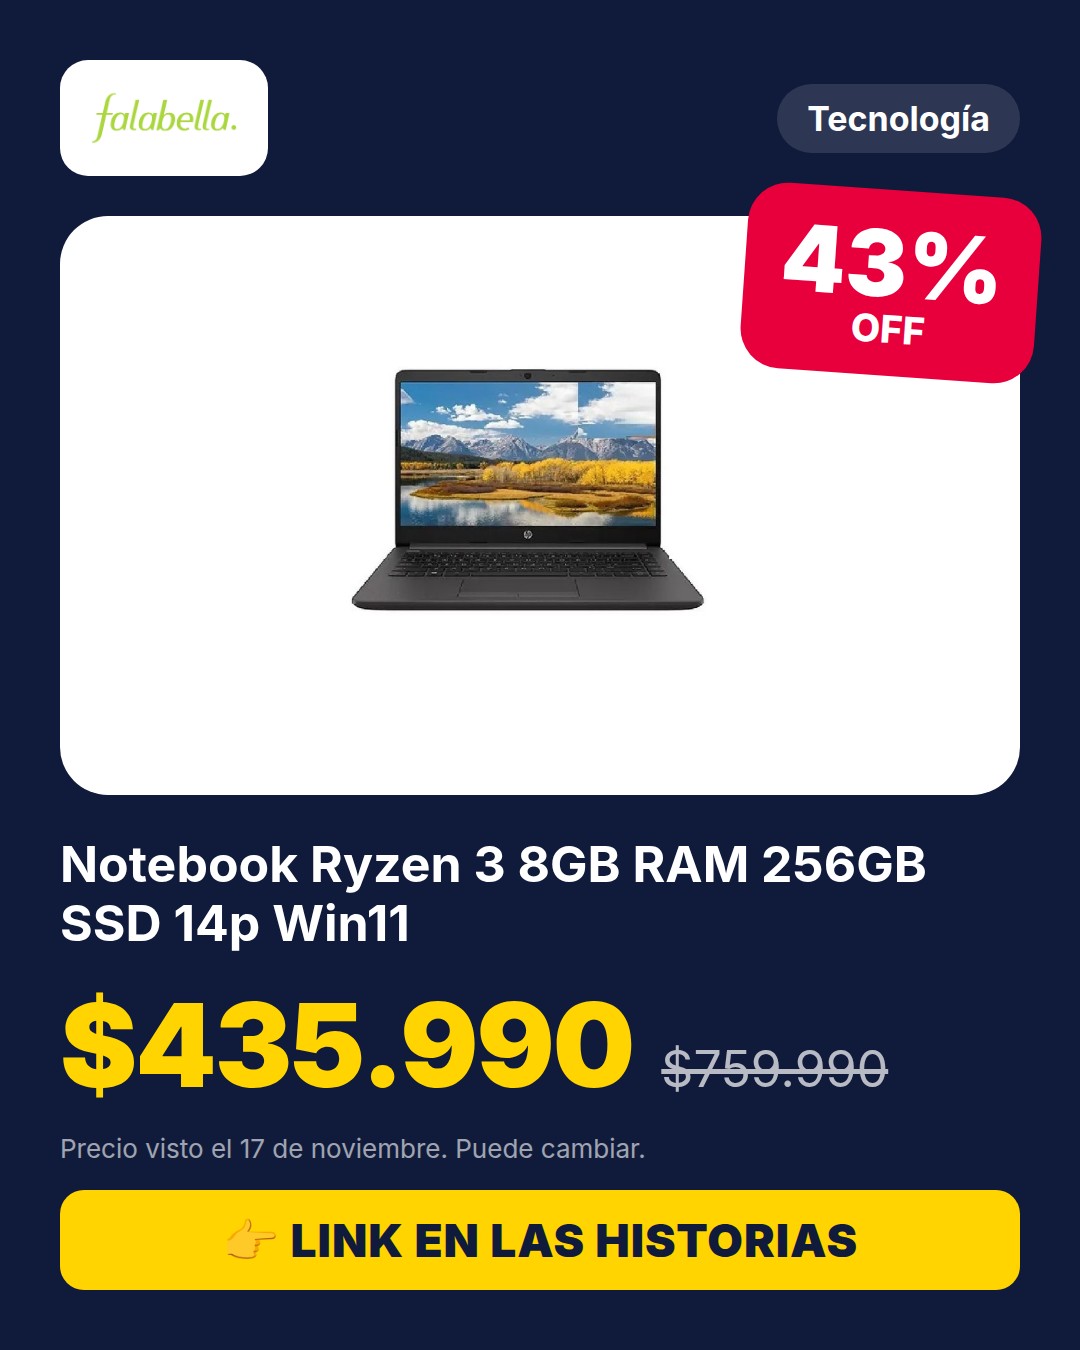 falabella.
Tecnología
43%
OFF
Notebook Ryzen 3 8GB RAM 256GB
SSD 14p Win11
$435.990 $759.990
Precio visto el 17 de noviembre. Puede cambiar.
👉 LINK EN LAS HISTORIAS